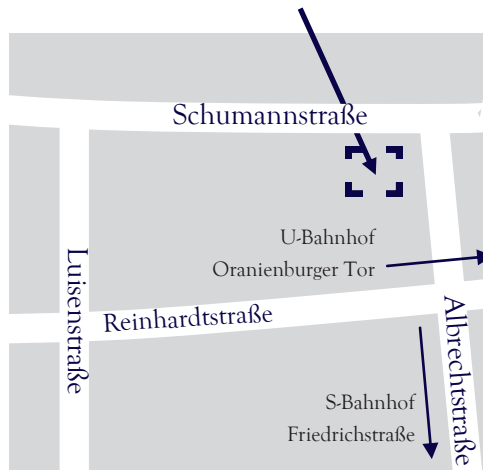 Schumannstraße
U-Bahnhof
Oranienburger Tor
Luisenstraße
Reinhardtstraße
Albrechtstraße
S-Bahnhof
Friedrichstraße